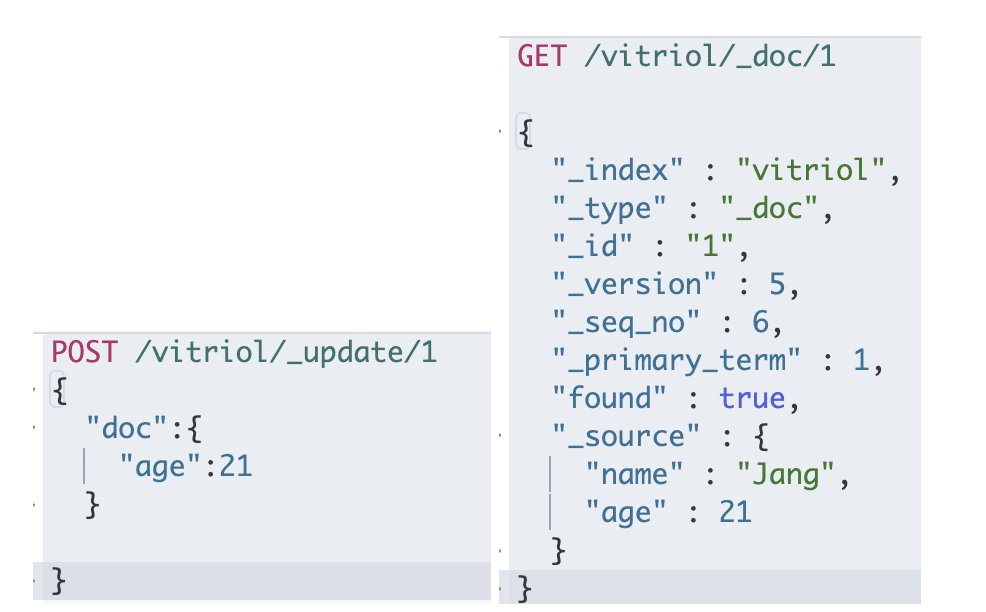 POST /vitriol/_update/1
{
  "doc":{
    "age":21
  }
}
GET /vitriol/_doc/1
{
  "_index" : "vitriol",
  "_type" : "_doc",
  "_id" : "1",
  "_version" : 5,
  "_seq_no" : 6,
  "_primary_term" : 1,
  "found" : true,
  "_source" : {
    "name" : "Jang",
    "age" : 21
  }
}